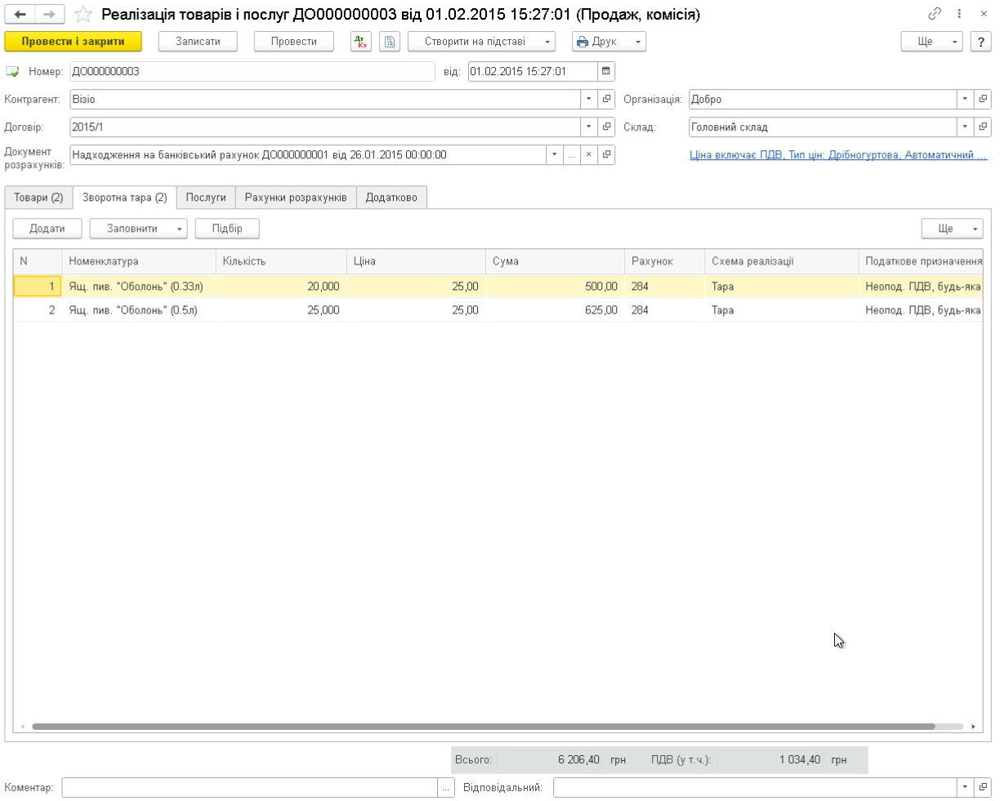 Реалізація товарів і послуг ДО000000003 від 01.02.2015 15:27:01 (Продаж, комісія)
Провести і закрити Записати Провести Дт Кт Створити на підставі Друк Ще ?
Номер: ДО000000003 від: 01.02.2015 15:27:01
Контрагент: Візіо Організація: Добро
Договір: 2015/1 Склад: Головний склад
Документ розрахунків: Надходження на банківський рахунок ДО000000001 від 26.01.2015 00:00:00 ... Ціна включає ПДВ, Тип цін: Дрібногуртова, Автоматичний ...
Товари (2) Зворотна тара (2) Послуги Рахунки розрахунків Додатково
Додати Заповнити Підбір Ще
N Номенклатура Кількість Ціна Сума Рахунок Схема реалізації Податкове призначення
1 Ящ. пив. "Оболонь" (0.33л) 20,000 25,00 500,00 284 Тара Неопод. ПДВ, будь-яка
2 Ящ. пив. "Оболонь" (0.5л) 25,000 25,00 625,00 284 Тара Неопод. ПДВ, будь-яка
Всього: 6 206,40 грн ПДВ (у т.ч.): 1 034,40 грн
Коментар: ... Відповідальний: